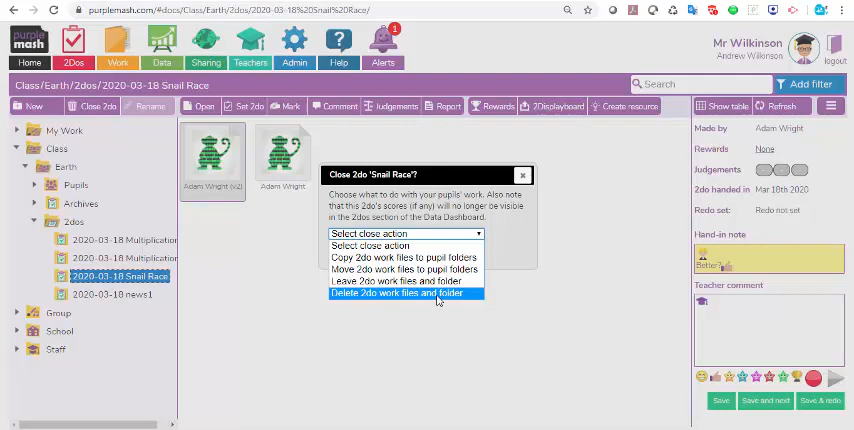 purplemash.com/#docs/Class/Earth/2dos/2020-03-18%20Snail%20Race/
purple
mash
1
Home
2Dos
Work
Data
Sharing
Teachers
Admin
Help
Alerts
Mr Wilkinson
Andrew Wilkinson
logout
Class/Earth/2dos/2020-03-18 Snail Race
Search
Add filter
New
Close 2do
Rename
Open
Set 2do
Mark
Comment
Judgements
Report
Rewards
2Displayboard
Create resource
Show table
Refresh
My Work
Class
Earth
Pupils
Archives
2dos
2020-03-18 Multiplication
2020-03-18 Multiplication
2020-03-18 Snail Race
2020-03-18 news1
Group
School
Staff
Adam Wright (v2)
Adam Wright
Close 2do 'Snail Race'?
Choose what to do with your pupils' work. Also note
that this 2do's scores (if any) will no longer be visible
in the 2dos section of the Data Dashboard.
Select close action
Select close action
Copy 2do work files to pupil folders
Move 2do work files to pupil folders
Leave 2do work files and folder
Delete 2do work files and folder
Made by Adam Wright
Rewards None
Judgements
2do handed in Mar 18th 2020
Redo set: Redo not set
Hand-in note
Better?
Teacher comment
Save
Save and next
Save & redo